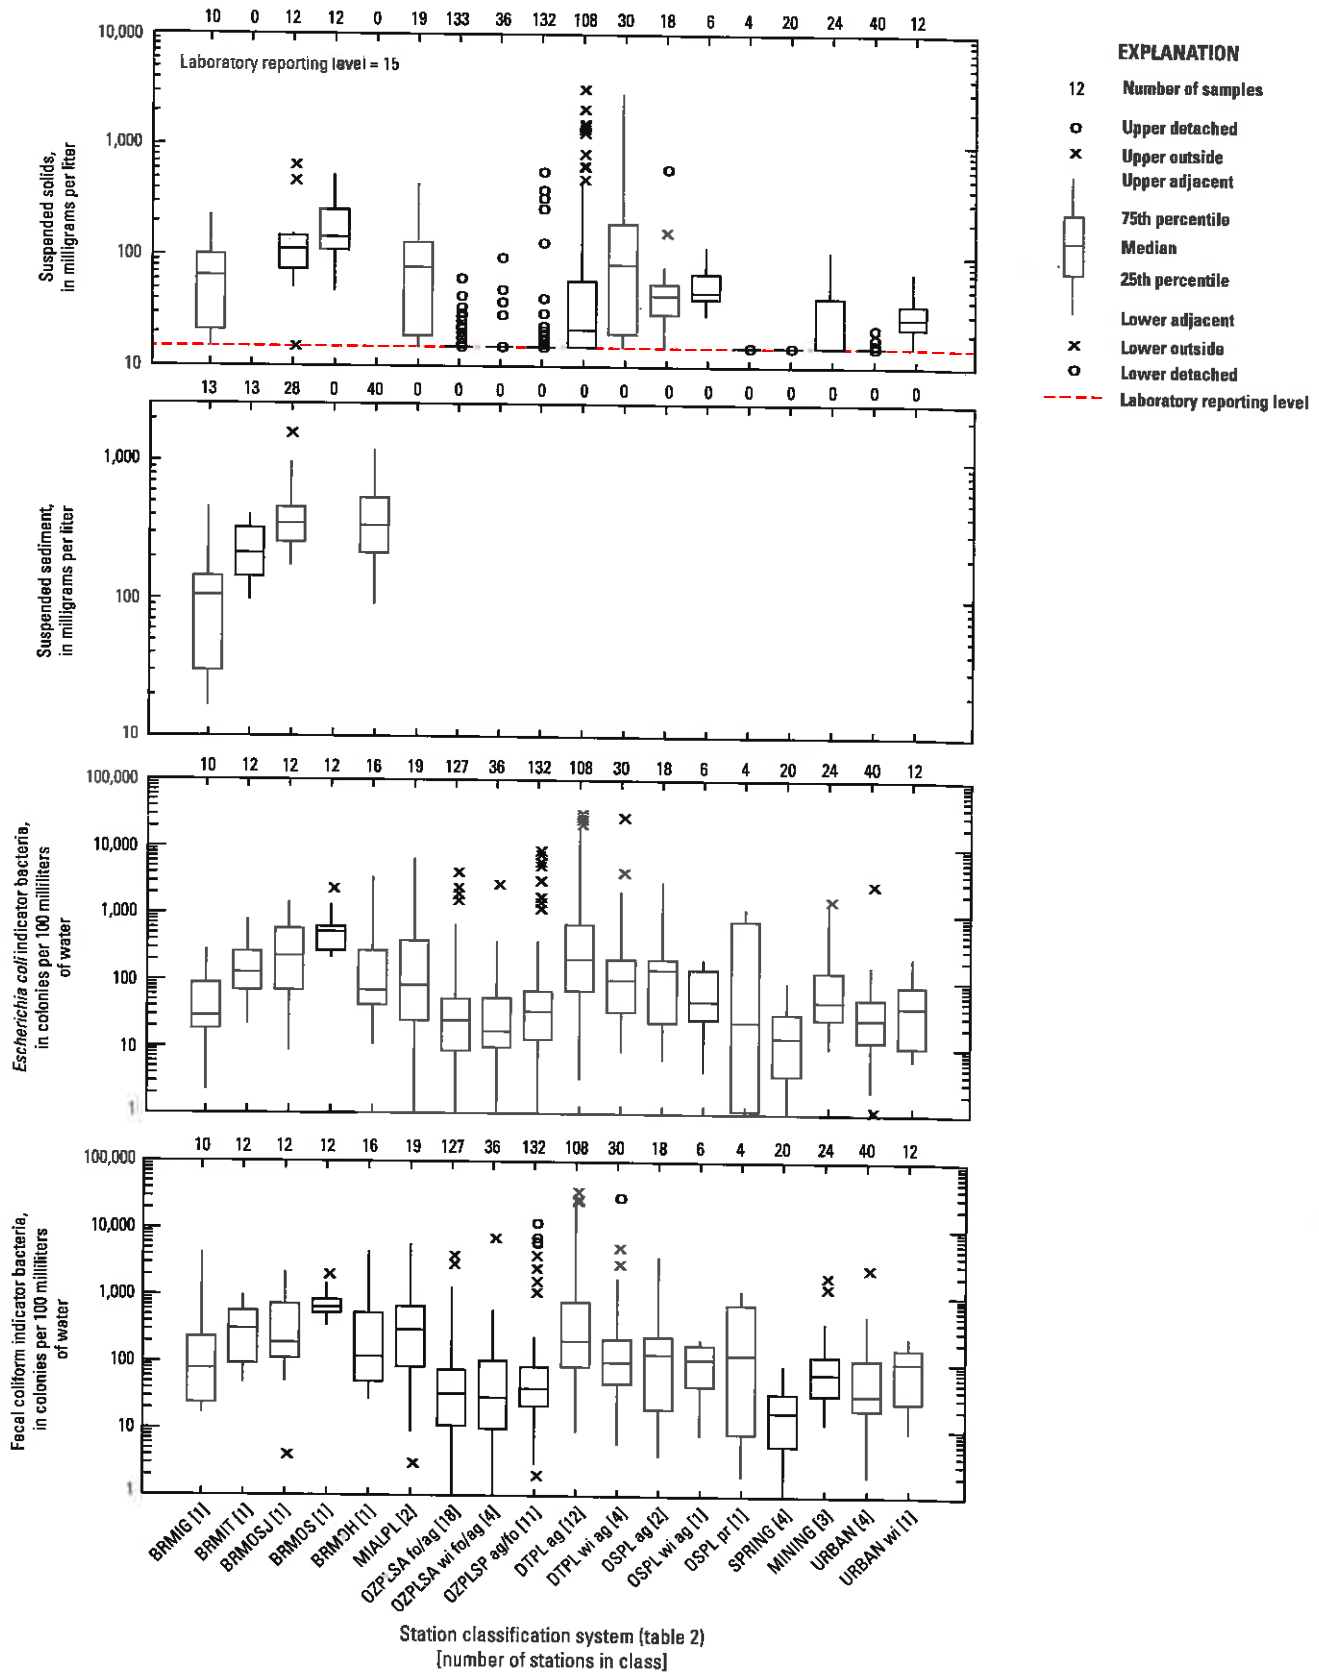 10 0 12 12 0 19 133 36 132 108 30 18 6 4 20 24 40 12
10,000
1,000
100
10
Laboratory reporting level = 15
Suspended solids,
in milligrams per liter
EXPLANATION
12 Number of samples
Upper detached
Upper outside
Upper adjacent
75th percentile
Median
25th percentile
Lower adjacent
Lower outside
Lower detached
Laboratory reporting level
13 13 28 0 40 0 0 0 0 0 0 0 0 0 0 0 0 0
1,000
100
10
Suspended sediment,
in milligrams per liter
10 12 12 12 16 19 127 36 132 108 30 18 6 4 20 24 40 12
100,000
10,000
1,000
100
10
1
Escherichia coli indicator bacteria,
in colonies per 100 milliliters
of water
10 12 12 12 16 19 127 36 132 108 30 18 6 4 20 24 40 12
100,000
10,000
1,000
100
10
1
Fecal coliform indicator bacteria,
in colonies per 100 milliliters
of water
BRMIG [1]
BRMIT [1]
BRMOSJ [1]
BRMOS [1]
BRMOH [1]
MIALPL [2]
OZPLSA fo/ag [18]
OZPLSA wi fo/ag [4]
OZPLSP ag/fo [11]
DTPL ag [12]
DTPL wi ag [4]
OSPL ag [2]
OSPL wi ag [1]
OSPL pr [1]
SPRING [4]
MINING [3]
URBAN [4]
URBAN wi [1]
Station classification system (table 2)
[number of stations in class]